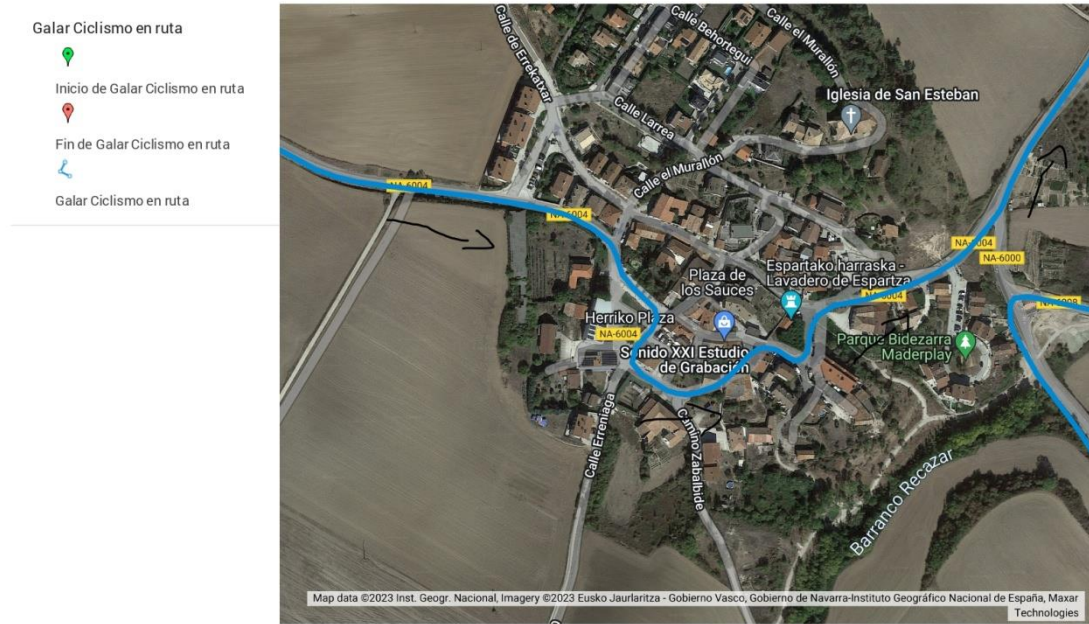 Galar Ciclismo en ruta
Inicio de Galar Ciclismo en ruta
Fin de Galar Ciclismo en ruta
Galar Ciclismo en ruta
Calle de Errekatxar
Calle Behortegui
Calle el Murallón
Iglesia de San Esteban
Calle Larrea
Calle el Murallón
NA-6004
NA-6004
NA-6004
NA-6000
Plaza de
los Sauces
Espartako harraska -
Lavadero de Espartza
NA-6004
NA-6008
Herriko Plaza
NA-6004
Sonido XXI Estudio
de Grabación
Parque Bidezarra
Maderplay
Calle Erreniaga
Camino Zabalbide
Barranco Recazar
Map data ©2023 Inst. Geogr. Nacional, Imagery ©2023 Eusko Jaurlaritza - Gobierno Vasco, Gobierno de Navarra-Instituto Geográfico Nacional de España, Maxar
Technologies